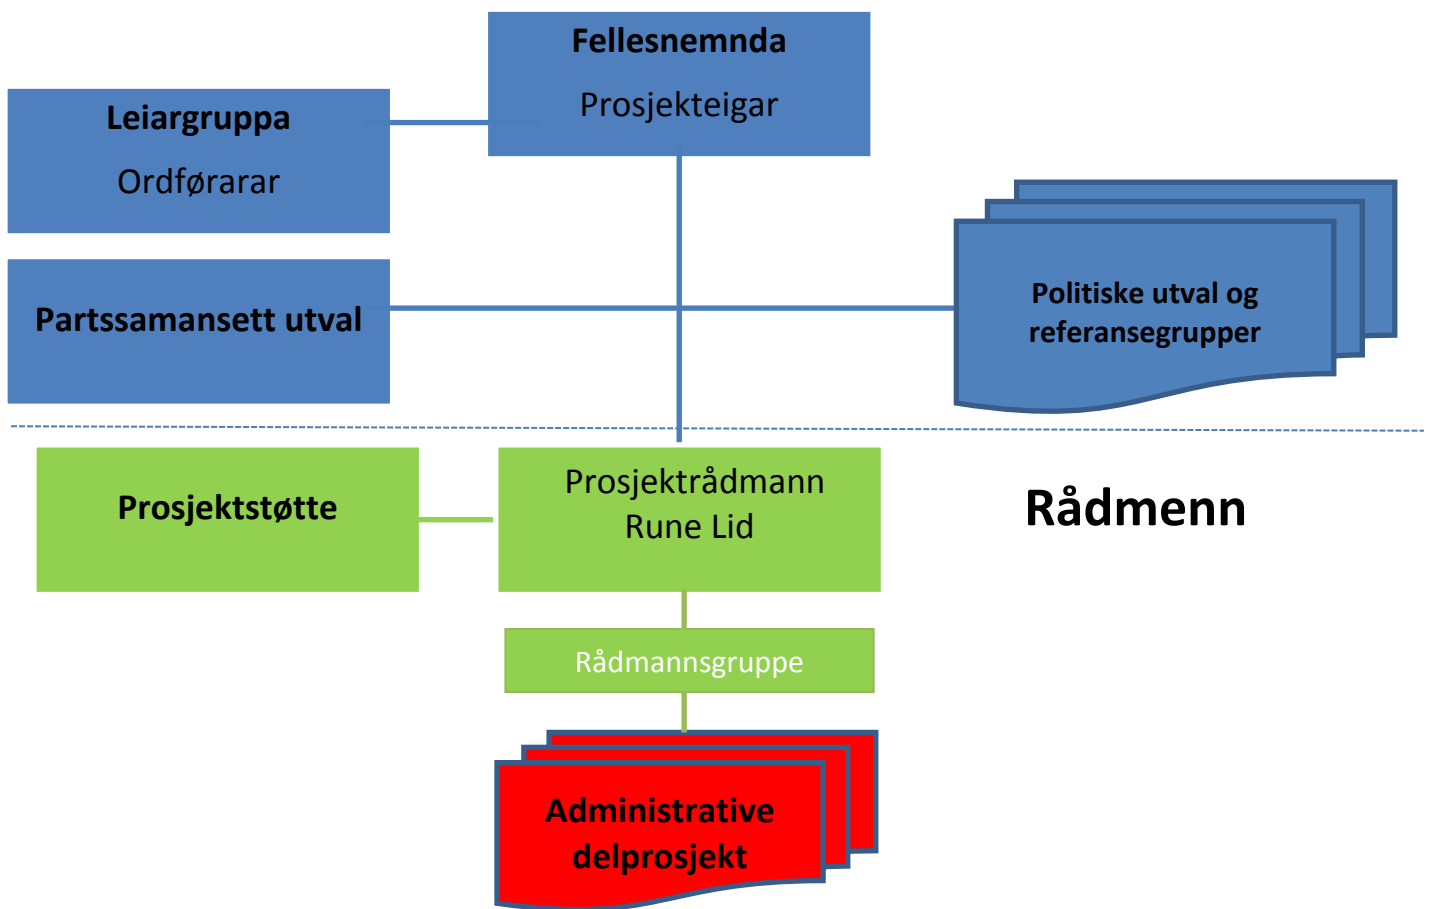 Fellesnemnda
Prosjekteigar
Leiargruppa
Ordførarar
Partssamansett utval
Politiske utval og
referansegrupper
Prosjektstøtte
Prosjektrådmann
Rune Lid
Rådmenn
Rådmannsgruppe
Administrative
delprosjekt